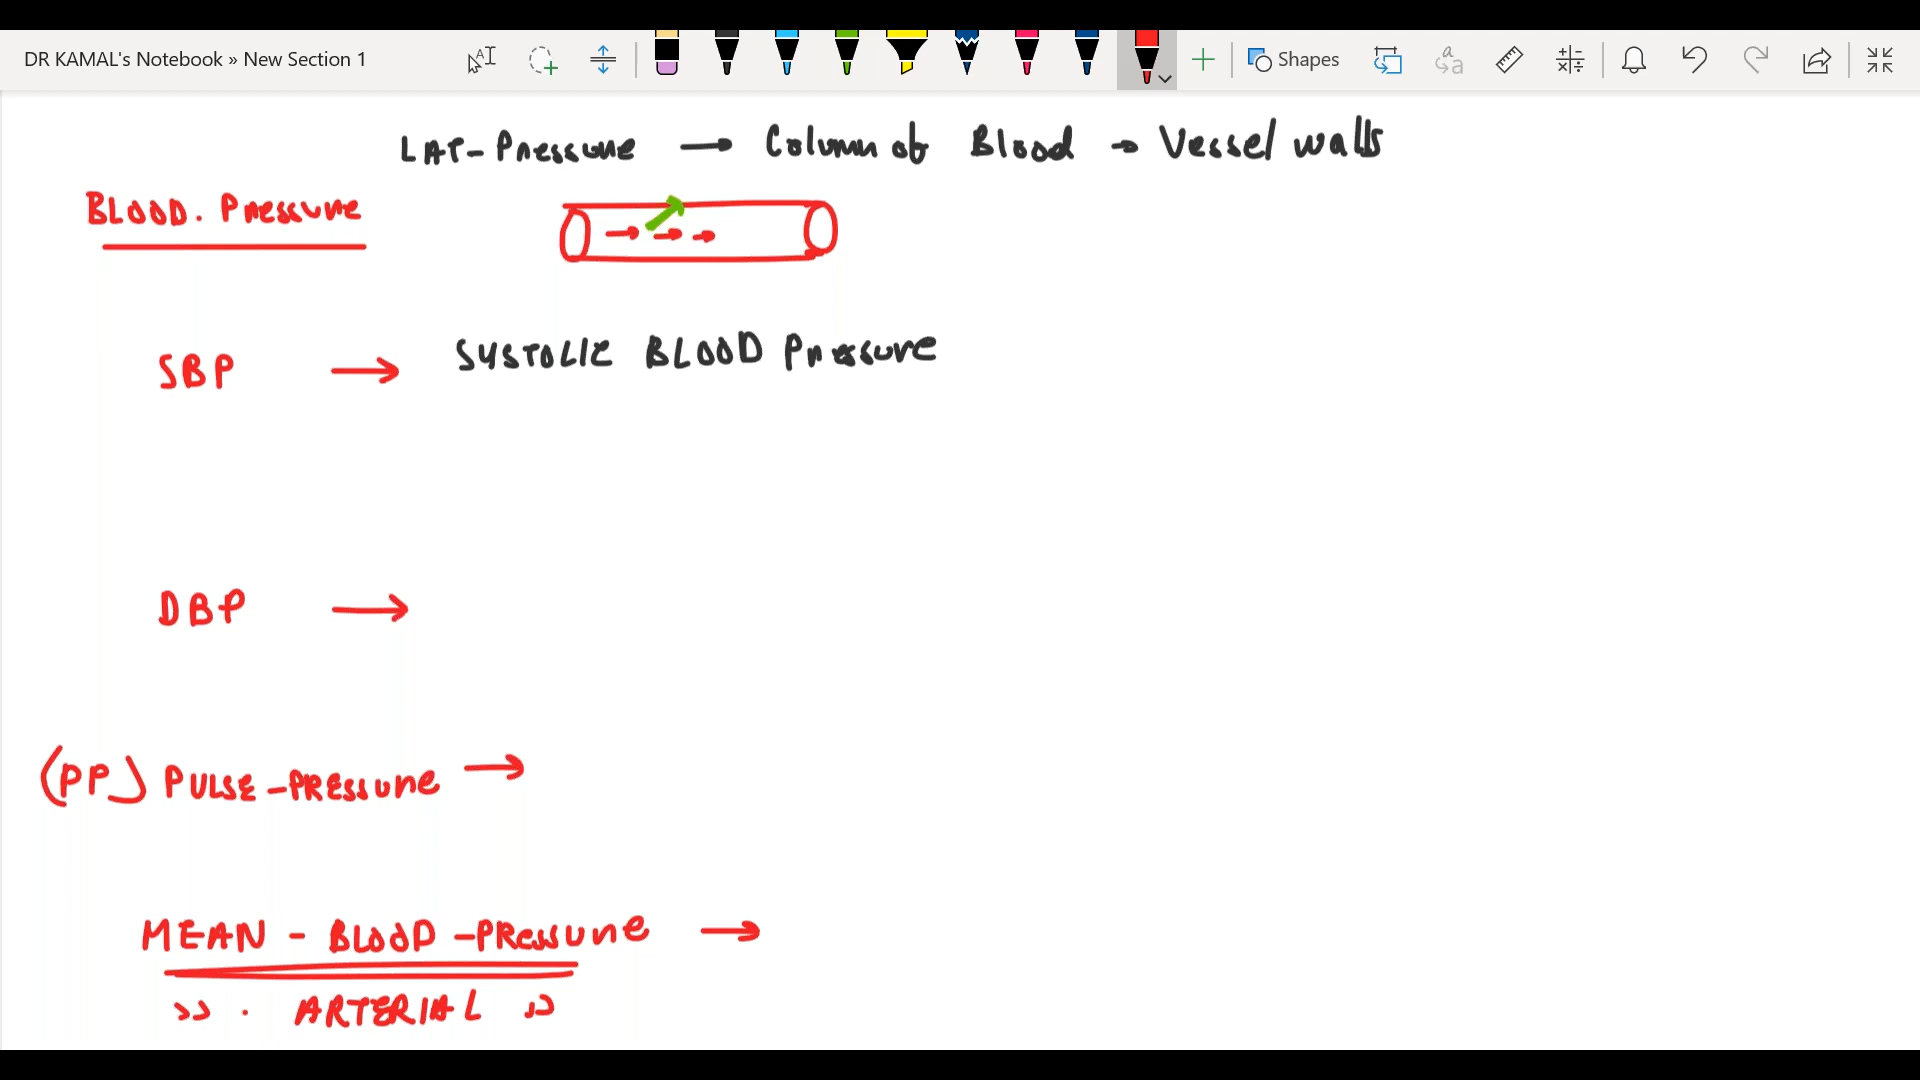 DR KAMAL's Notebook » New Section 1
Shapes
LAT-Pressure → Column of Blood → Vessel walls
BLOOD. Pressure
SBP → SYSTOLIC BLOOD Pressure
DBP →
(PP) PULSE-PRESSURE →
MEAN - BLOOD - PRESSURE →
>> . ARTERIAL >>